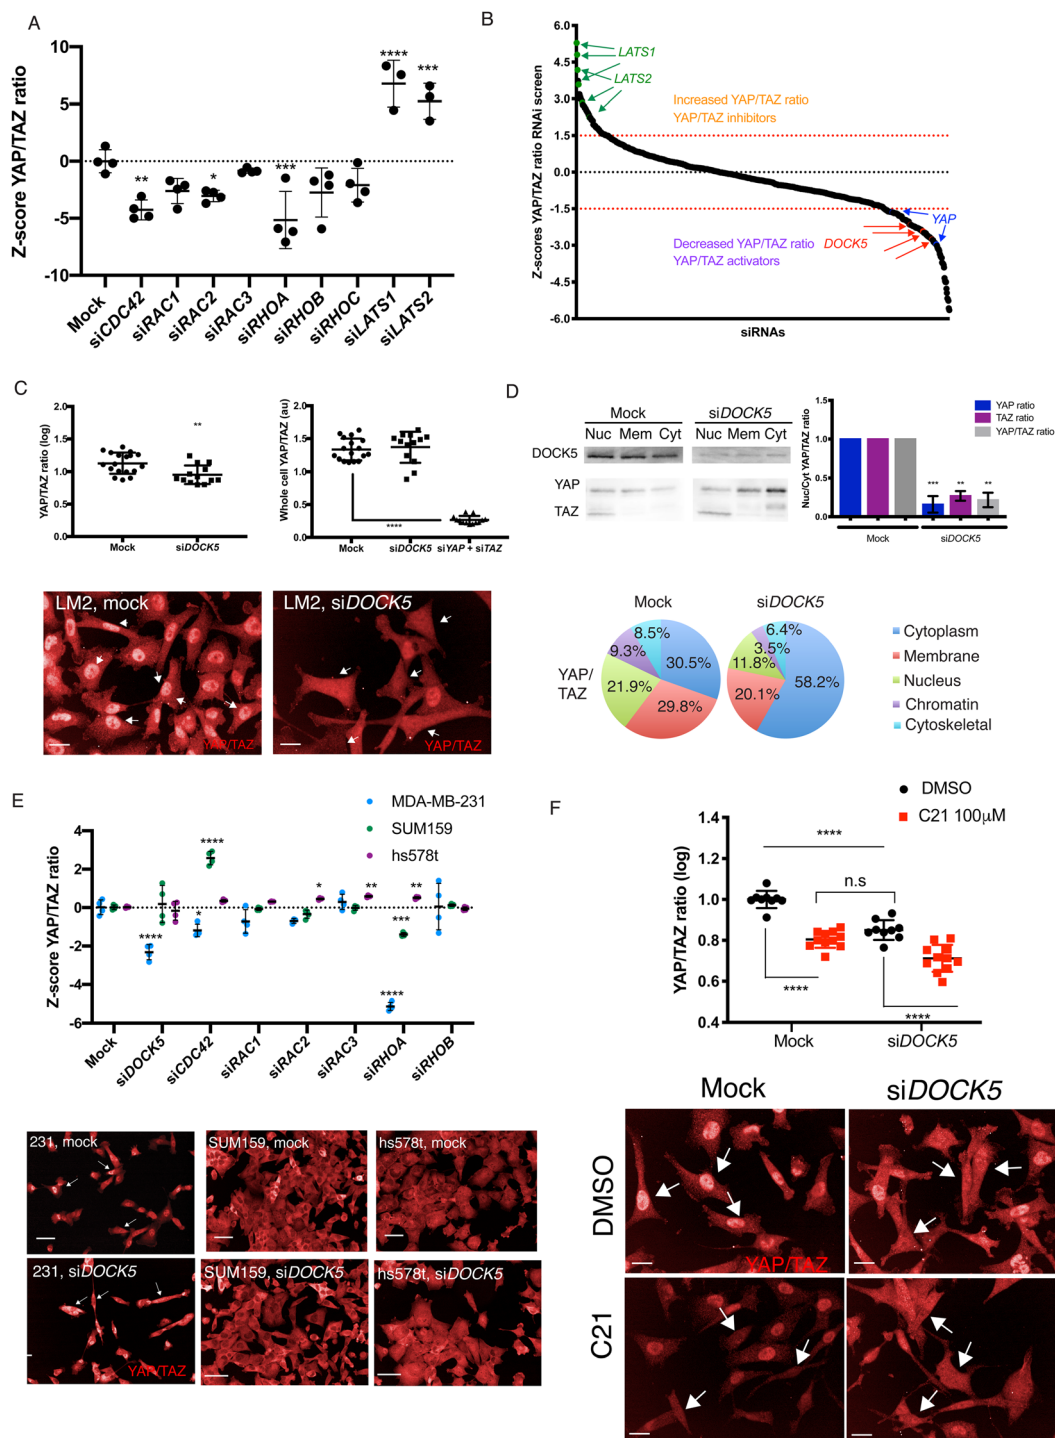 A
Z-score YAP/TAZ ratio
10
5
0
-5
-10
**
*
***
****
***
Mock
siCDC42
siRAC1
siRAC2
siRAC3
siRHOA
siRHOB
siRHOC
siLATS1
siLATS2
B
Z-scores YAP/TAZ ratio RNAi screen
6.0
4.5
3.0
1.5
0.0
-1.5
-3.0
-4.5
-6.0
LATS1
LATS2
Increased YAP/TAZ ratio
YAP/TAZ inhibitors
YAP
DOCK5
Decreased YAP/TAZ ratio
YAP/TAZ activators
siRNAs
C
YAP/TAZ ratio (log)
2.0
1.5
1.0
0.5
0.0
**
Mock
siDOCK5
Whole cell YAP/TAZ (au)
2.0
1.5
1.0
0.5
0.0
****
Mock
siDOCK5
siYAP + siTAZ
LM2, mock
YAP/TAZ
LM2, siDOCK5
YAP/TAZ
D
Mock
siDOCK5
Nuc Mem Cyt
Nuc Mem Cyt
DOCK5
YAP
TAZ
Nuc/Cyt YAP/TAZ ratio
1.5
1.0
0.5
0.0
YAP ratio
TAZ ratio
YAP/TAZ ratio
***
**
**
Mock
siDOCK5
Mock
siDOCK5
YAP/
TAZ
8.5%
9.3%
30.5%
21.9%
29.8%
6.4%
3.5%
11.8%
58.2%
20.1%
Cytoplasm
Membrane
Nucleus
Chromatin
Cytoskeletal
E
MDA-MB-231
SUM159
hs578t
Z-score YAP/TAZ ratio
4
2
0
-2
-4
-6
****
****
*
*
**
**
***
****
Mock
siDOCK5
siCDC42
siRAC1
siRAC2
siRAC3
siRHOA
siRHOB
231, mock
SUM159, mock
hs578t, mock
231, siDOCK5
YAP/TAZ
SUM159, siDOCK5
hs578t, siDOCK5
F
DMSO
C21 100μM
YAP/TAZ ratio (log)
1.4
1.2
1.0
0.8
0.6
0.4
****
n.s
****
****
Mock
siDOCK5
Mock
siDOCK5
DMSO
YAP/TAZ
C21